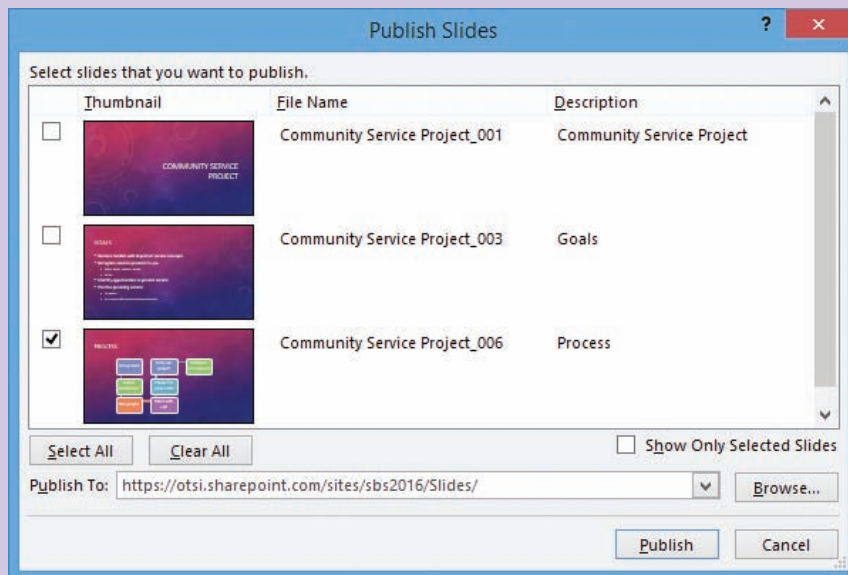 Publish Slides
?
Select slides that you want to publish.
Thumbnail File Name Description
COMMUNITY SERVICE
PROJECT
Community Service Project_001 Community Service Project
GOALS
Community Service Project_003 Goals
PROCESS
Community Service Project_006 Process
Select All Clear All Show Only Selected Slides
Publish To: https://otsi.sharepoint.com/sites/sbs2016/Slides/ Browse...
Publish Cancel